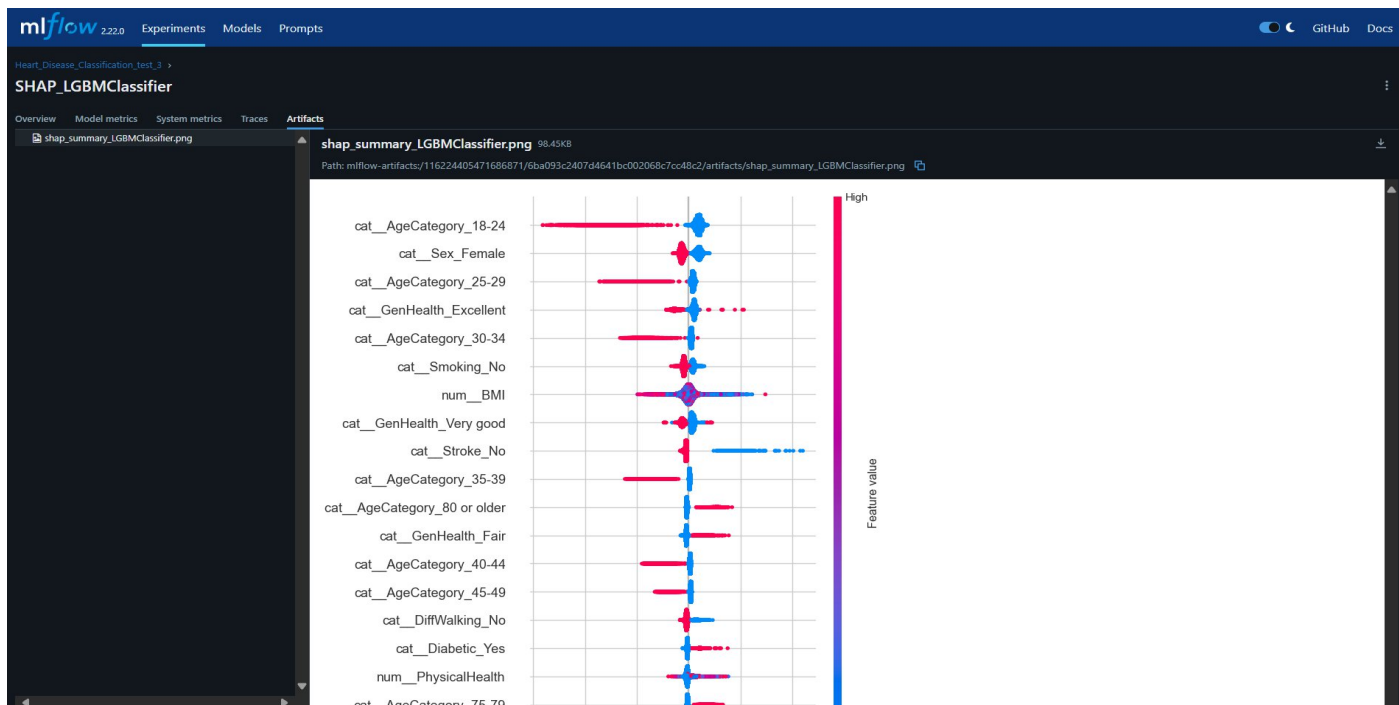 mlflow 2.22.0 Experiments Models Prompts GitHub Docs
Heart_Disease_Classification_test_3 ›
SHAP_LGBMClassifier
Overview Model metrics System metrics Traces Artifacts
shap_summary_LGBMClassifier.png
shap_summary_LGBMClassifier.png 98.45KB
Path: mlflow-artifacts:/116224405471686871/6ba093c2407d4641bc002068c7cc48c2/artifacts/shap_summary_LGBMClassifier.png
High
cat__AgeCategory_18-24
cat__Sex_Female
cat__AgeCategory_25-29
cat__GenHealth_Excellent
cat__AgeCategory_30-34
cat__Smoking_No
num__BMI
cat__GenHealth_Very good
cat__Stroke_No
cat__AgeCategory_35-39
cat__AgeCategory_80 or older
cat__GenHealth_Fair
cat__AgeCategory_40-44
cat__AgeCategory_45-49
cat__DiffWalking_No
cat__Diabetic_Yes
num__PhysicalHealth
cat__AgeCategory_75-79
Feature value